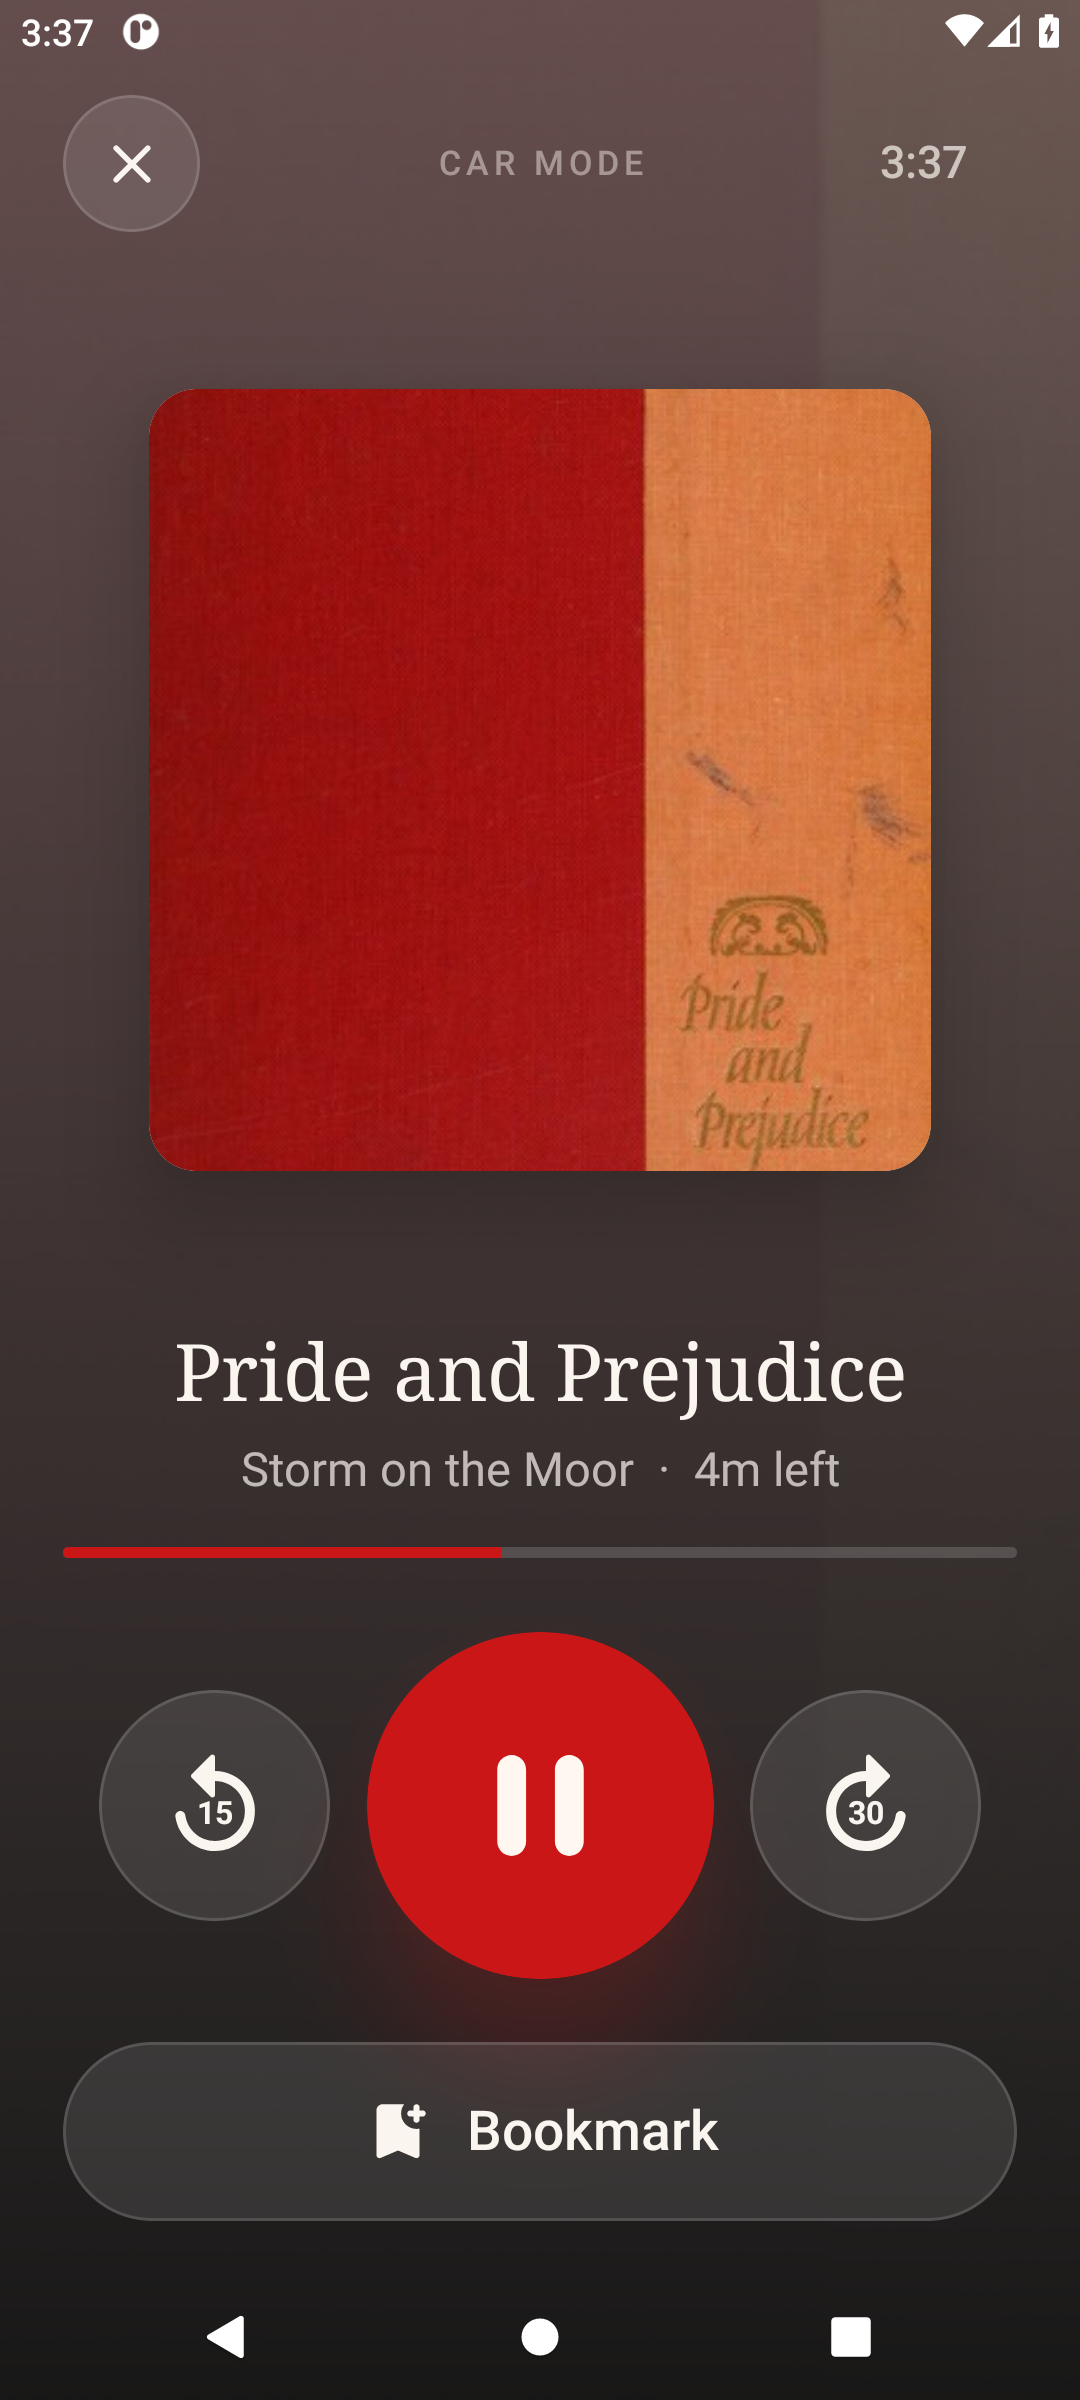 3:37
CAR MODE
3:37
Pride
and
Prejudice
Pride and Prejudice
Storm on the Moor · 4m left
15
30
Bookmark